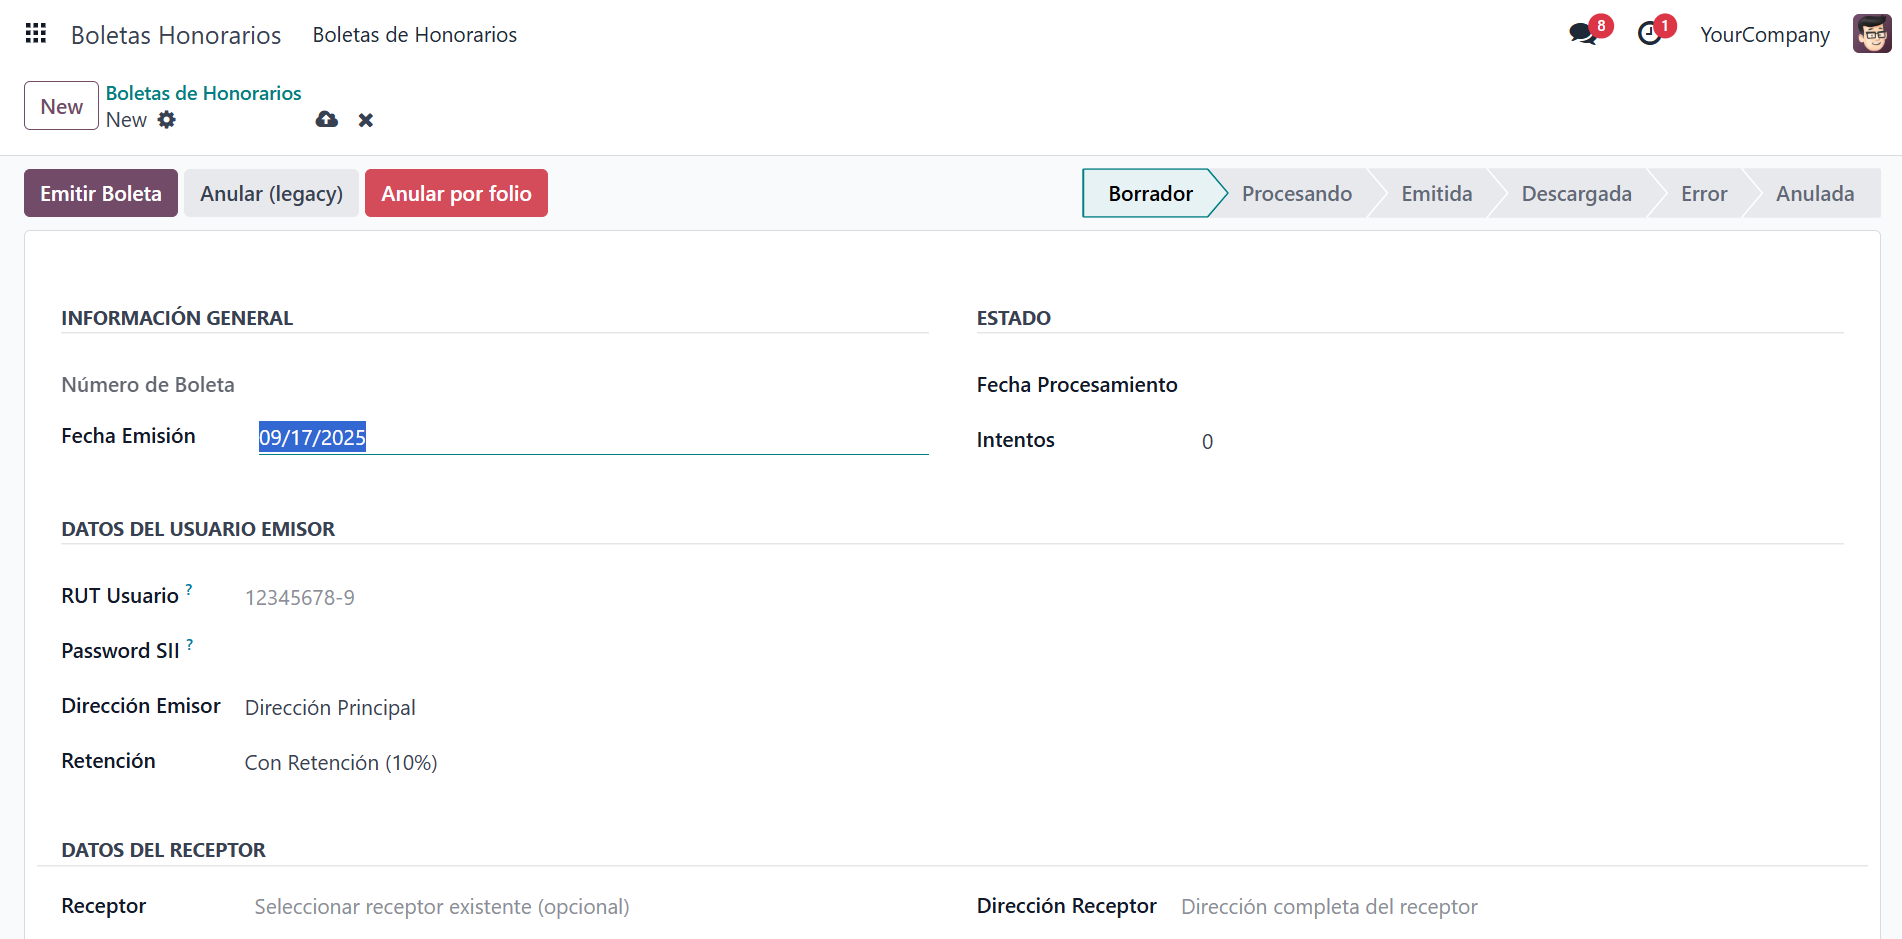 Boletas Honorarios
Boletas de Honorarios
8
1
YourCompany
New
Boletas de Honorarios
New
Emitir Boleta
Anular (legacy)
Anular por folio
Borrador
Procesando
Emitida
Descargada
Error
Anulada
INFORMACIÓN GENERAL
Número de Boleta
Fecha Emisión
09/17/2025
ESTADO
Fecha Procesamiento
Intentos
0
DATOS DEL USUARIO EMISOR
RUT Usuario ?
12345678-9
Password SII ?
Dirección Emisor
Dirección Principal
Retención
Con Retención (10%)
DATOS DEL RECEPTOR
Receptor
Seleccionar receptor existente (opcional)
Dirección Receptor
Dirección completa del receptor